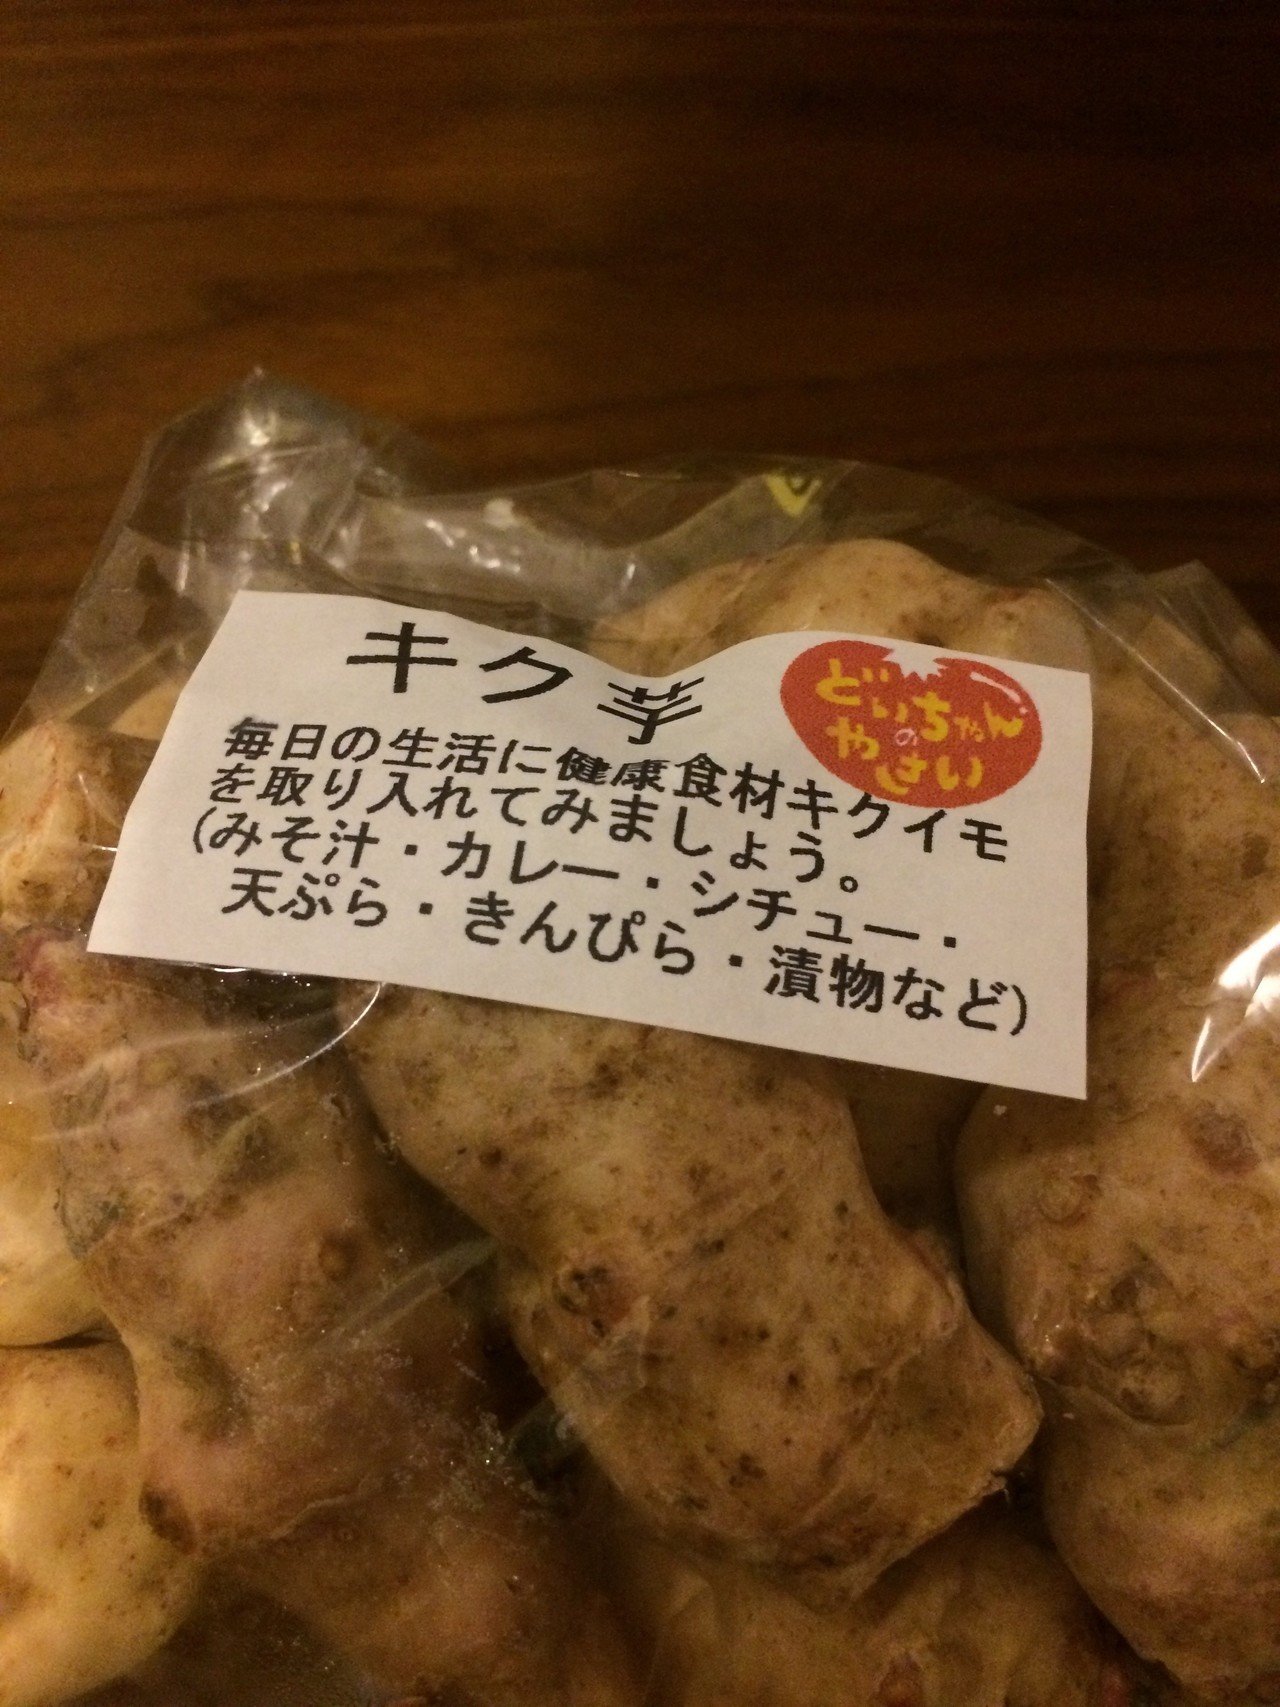 キク芋
どいちゃん
の
やさい
毎日の生活に健康食材キクイモ
を取り入れてみましょう。
(みそ汁・カレー・シチュー・
天ぷら・きんぴら・漬物など)